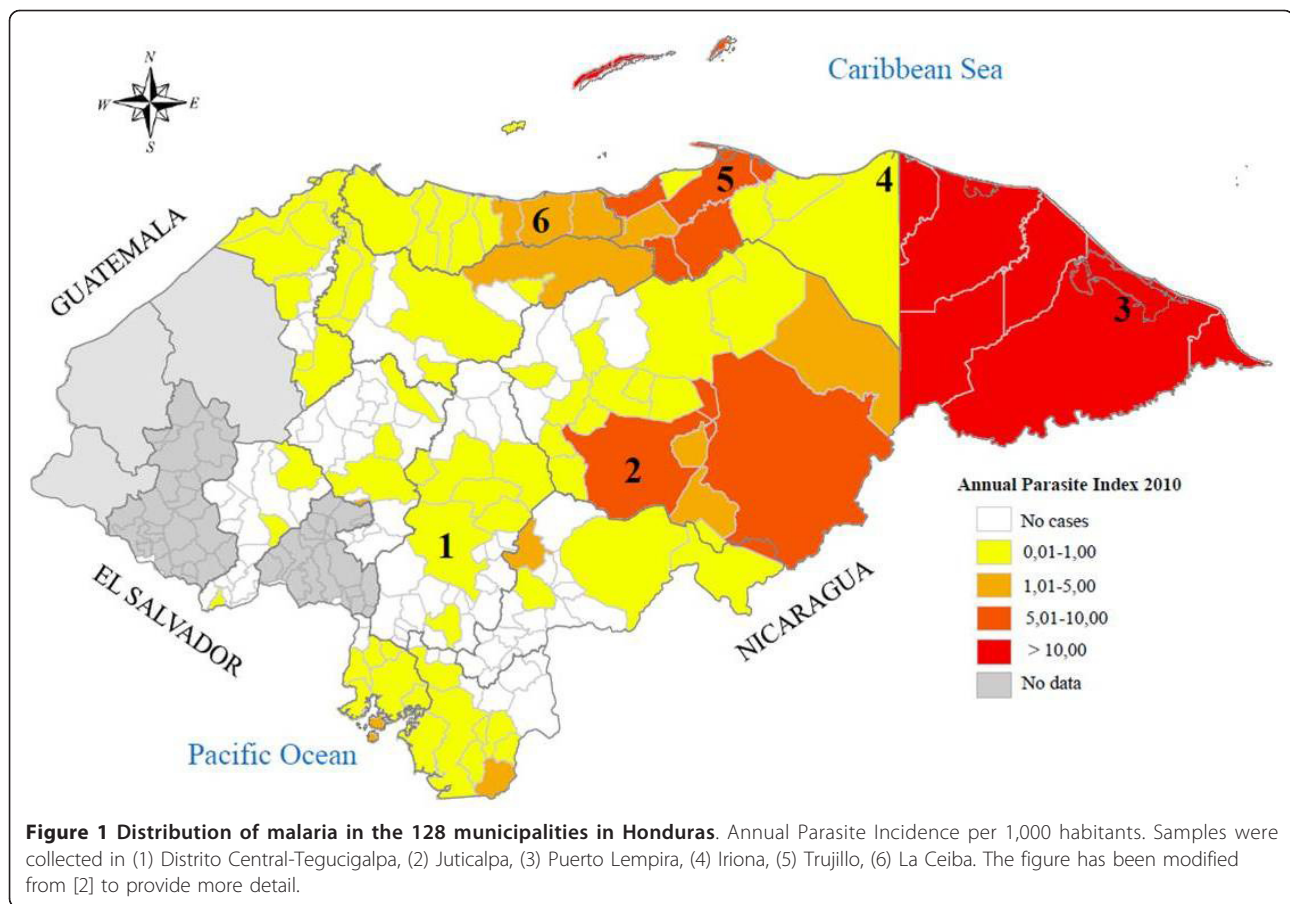 N
W E
S
Caribbean Sea
GUATEMALA
EL SALVADOR
NICARAGUA
Pacific Ocean
1
2
3
4
5
6
Annual Parasite Index 2010
No cases
0,01-1,00
1,01-5,00
5,01-10,00
> 10,00
No data
Figure 1 Distribution of malaria in the 128 municipalities in Honduras. Annual Parasite Incidence per 1,000 habitants. Samples were
collected in (1) Distrito Central-Tegucigalpa, (2) Juticalpa, (3) Puerto Lempira, (4) Iriona, (5) Trujillo, (6) La Ceiba. The figure has been modified
from [2] to provide more detail.